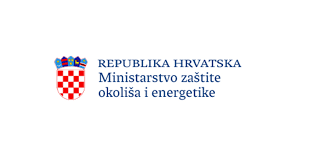 REPUBLIKA HRVATSKA
Ministarstvo zaštite
okoliša i energetike